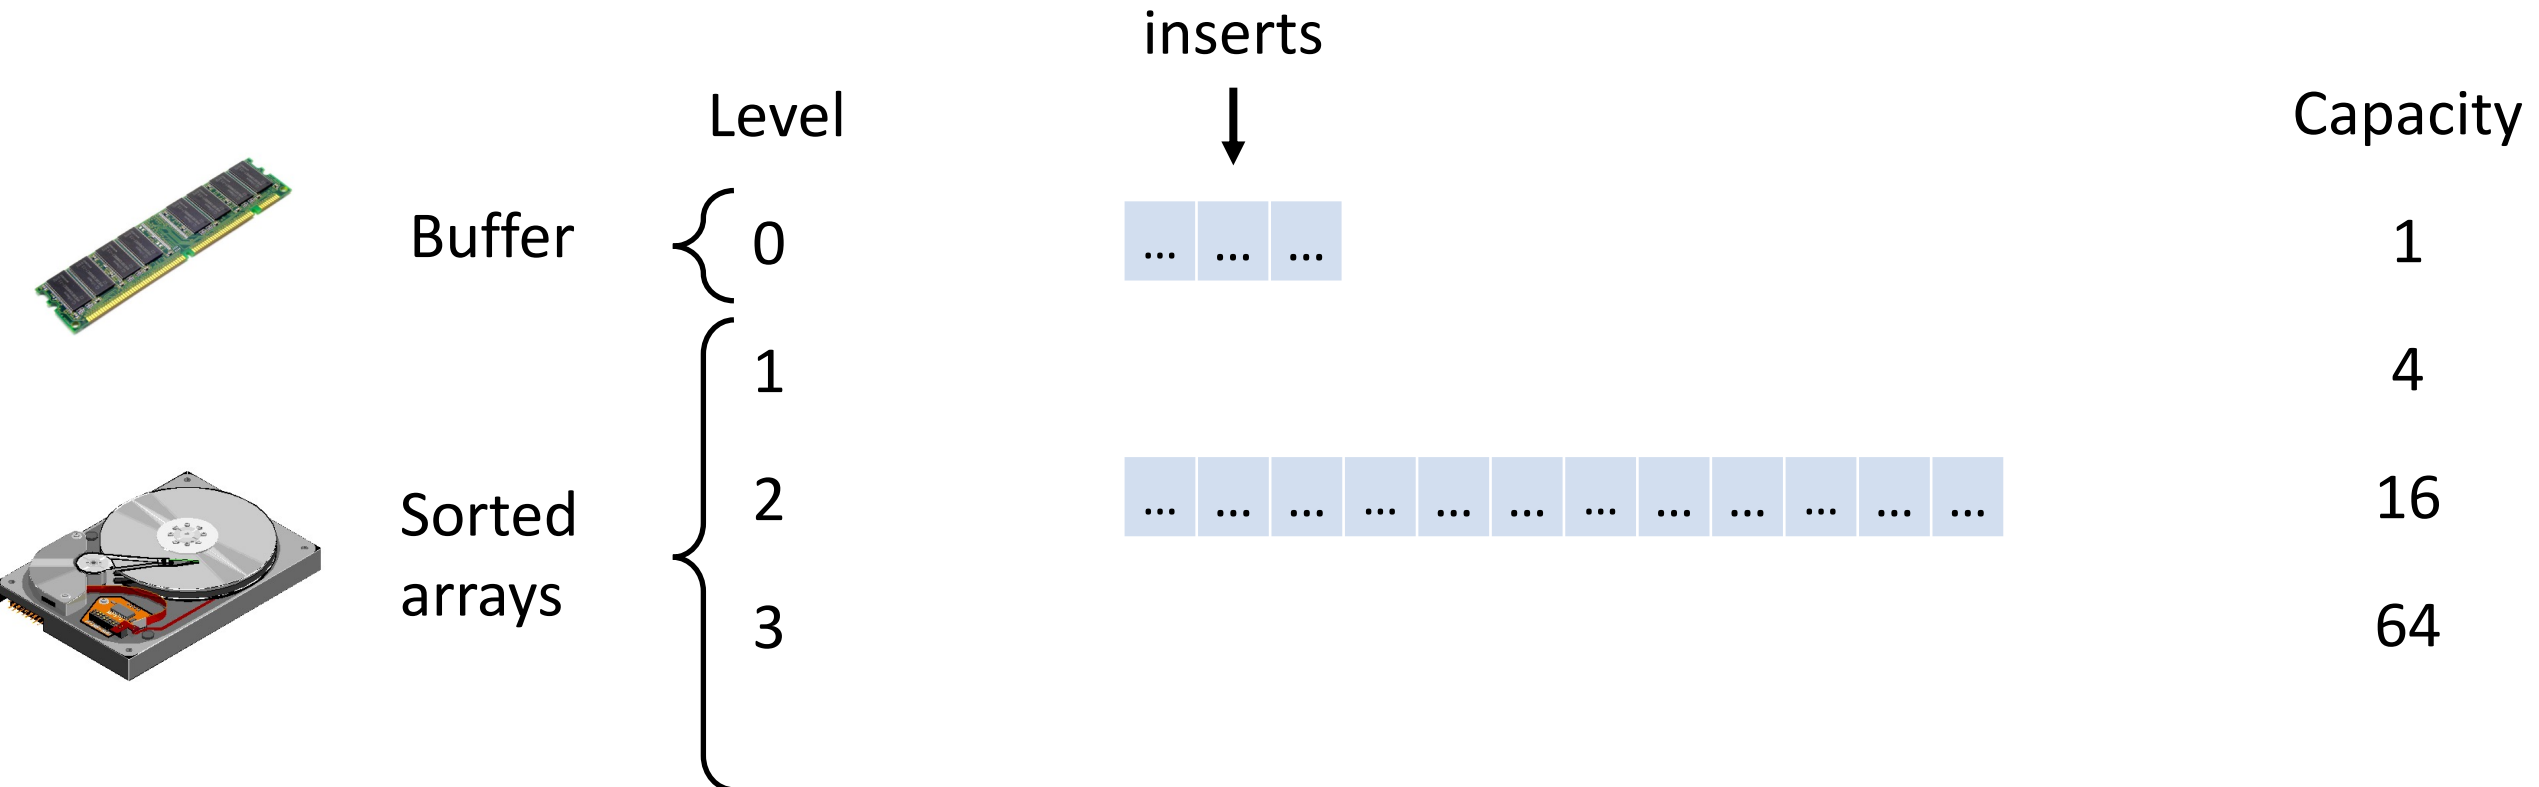 inserts
Level
Capacity
Buffer
0
... ... ...
1
1
4
Sorted
arrays
2
... ... ... ... ... ... ... ... ... ... ... ...
16
3
64